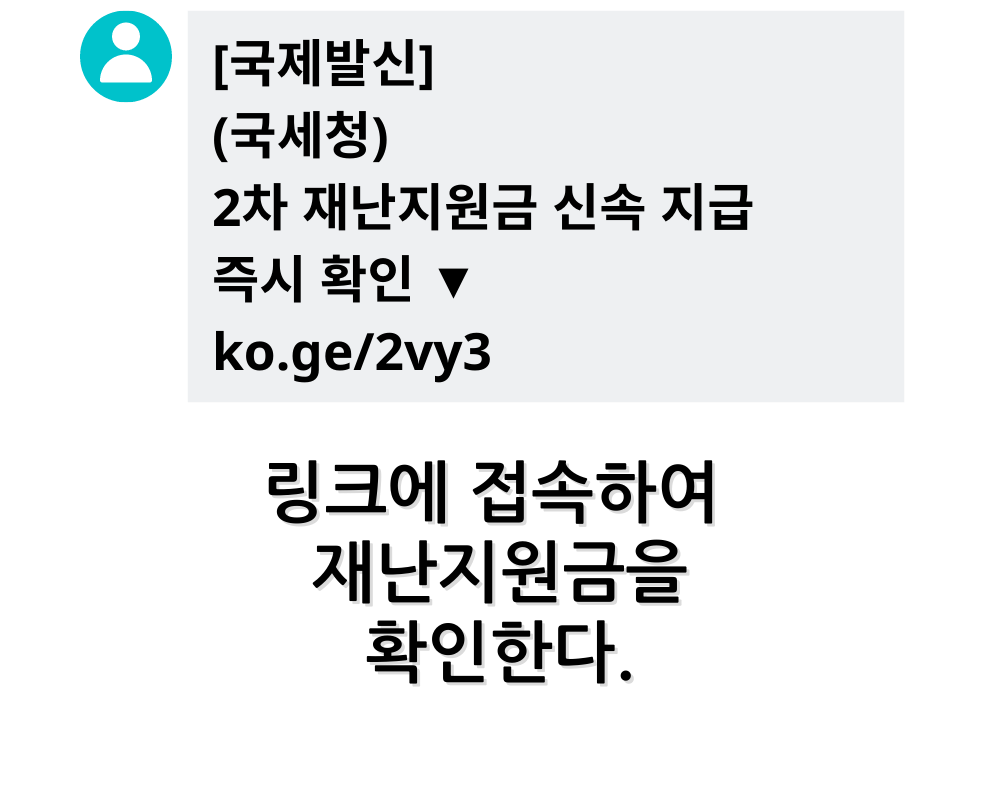 [국제발신]
(국세청)
2차 재난지원금 신속 지급
즉시 확인 ▼
ko.ge/2vy3
링크에 접속하여
재난지원금을
확인한다.